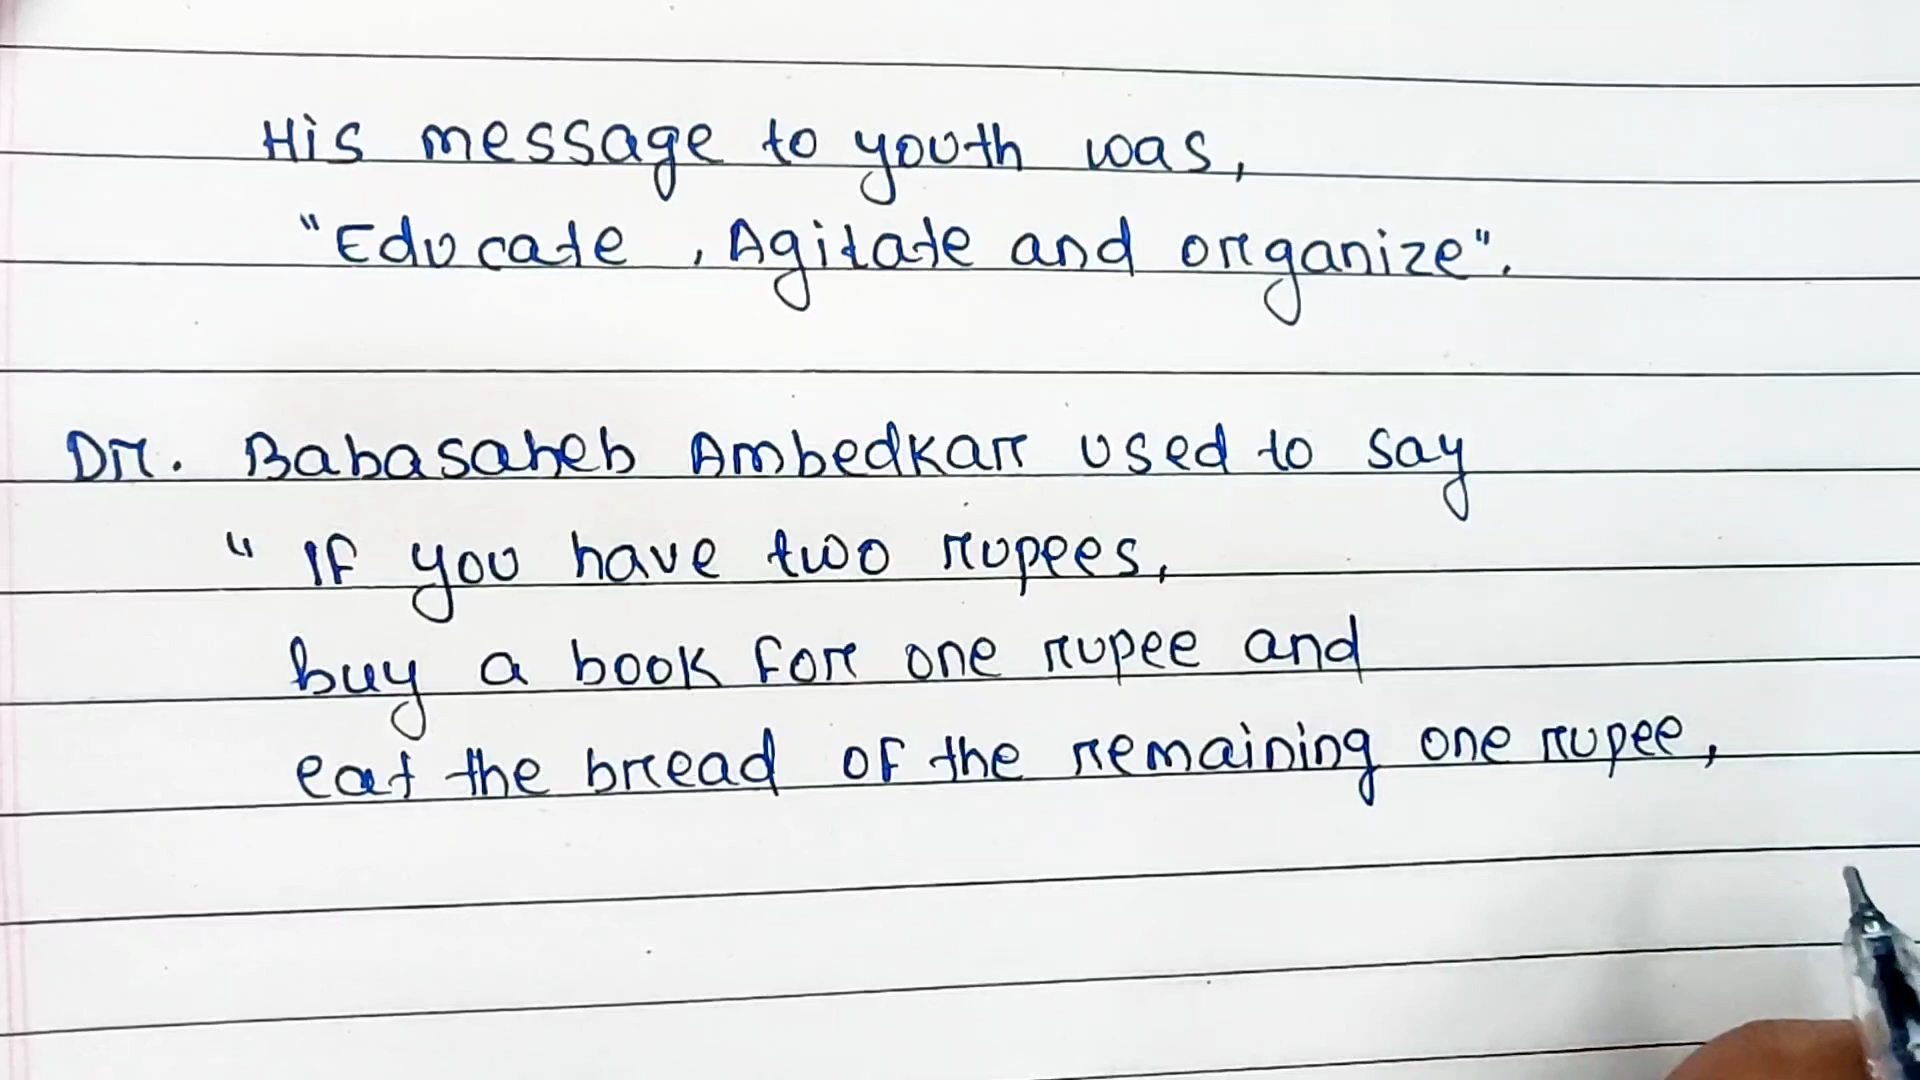 His message to youth was,
"Educate , Agitate and organize".
Dr. Babasaheb Ambedkar used to say
" If you have two rupees,
buy a book for one rupee and
eat the bread of the remaining one rupee,